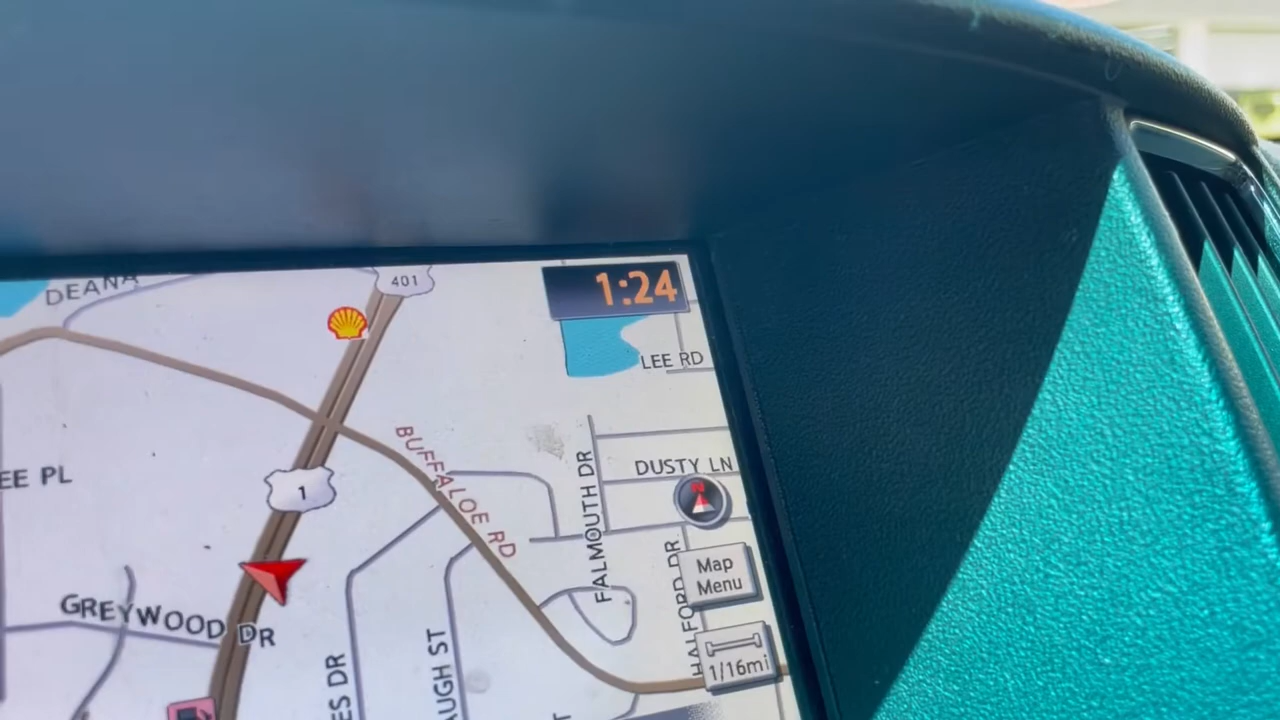 DEANA
401
1:24
LEE RD
BUFFALOE RD
DUSTY LN
EE PL
1
FALMOUTH DR
N
Map
Menu
GREYWOOD DR
HALFORD DR
1/16mi
ES DR
AUGH ST
T